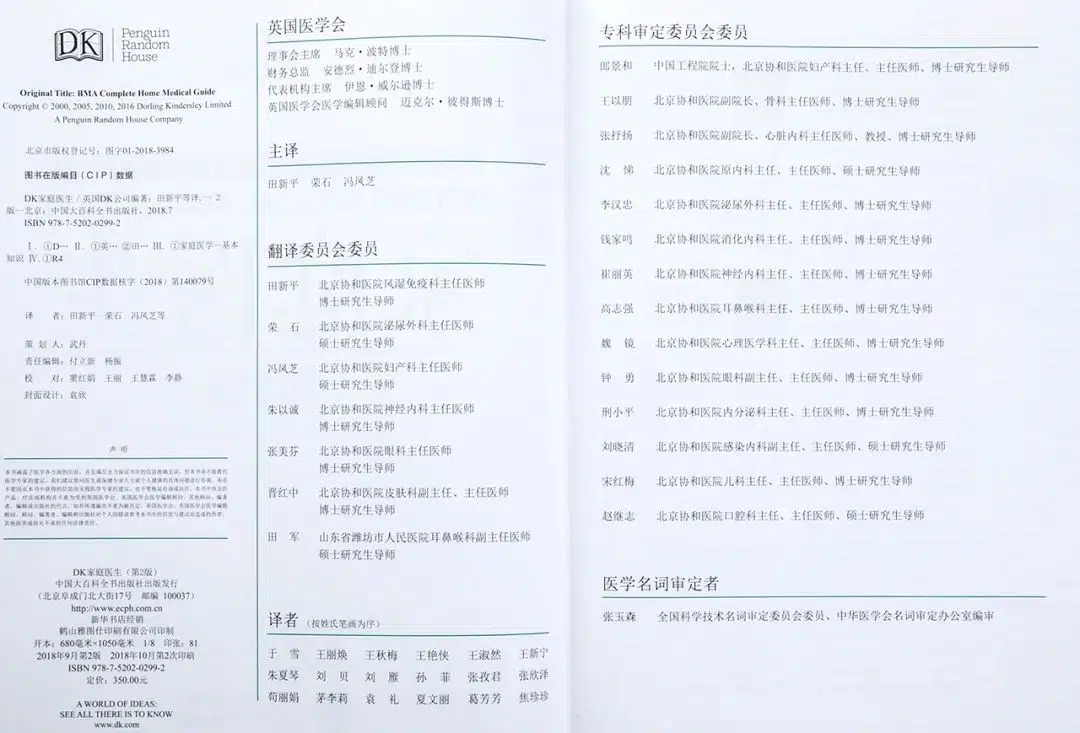 DK
Penguin
Random
House
Original Title: BMA Complete Home Medical Guide
Copyright © 2000, 2005, 2010, 2016 Dorling Kindersley Limited
A Penguin Random House Company
北京市版权登记号：图字01-2018-3984
图书在版编目（CIP）数据
DK家庭医生 / 英国DK公司编著；田新平等译. — 2
版—北京：中国大百科全书出版社，2018.7
ISBN 978-7-5202-0299-2
Ⅰ. ①D… Ⅱ. ①英… ②田… Ⅲ. ①家庭医学—基本
知识 Ⅳ. ①R4
中国版本图书馆CIP数据核字（2018）第140079号
译 者：田新平 荣石 冯凤芝等
策 划 人：武丹
责任编辑：付立新 杨振
校 对：窦红娟 王丽 王慧霖 李静
封面设计：袁欣
声 明
DK家庭医生（第2版）
中国大百科全书出版社出版发行
（北京阜成门北大街17号 邮编 100037）
http://www.ecph.com.cn
新华书店经销
鹤山雅图仕印刷有限公司印制
开本：680毫米×1050毫米 1/8 印张：81
2018年9月第2版 2018年10月第2次印刷
ISBN 978-7-5202-0299-2
定价：350.00元
A WORLD OF IDEAS:
SEE ALL THERE IS TO KNOW
www.dk.com
英国医学会
理事会主席 马克·波特博士
财务总监 安德烈·迪尔登博士
代表机构主席 伊恩·威尔逊博士
英国医学会医学编辑顾问 迈克尔·彼得斯博士
主译
田新平 荣石 冯凤芝
翻译委员会委员
田新平 北京协和医院风湿免疫科主任医师
博士研究生导师
荣 石 北京协和医院泌尿外科主任医师
硕士研究生导师
冯凤芝 北京协和医院妇产科主任医师
硕士研究生导师
朱以诚 北京协和医院神经内科主任医师
博士研究生导师
张美芬 北京协和医院眼科主任医师
博士研究生导师
晋红中 北京协和医院皮肤科副主任、主任医师
博士研究生导师
田 军 山东省潍坊市人民医院耳鼻喉科副主任医师
硕士研究生导师
译者（按姓氏笔画为序）
于 雪 王丽焕 王秋梅 王艳侠 王淑然 王新宁
朱夏琴 刘 贝 刘 雁 孙 菲 张孜君 张欣泽
荀丽娟 茅李莉 袁 礼 夏文丽 葛芳芳 焦珍珍
专科审定委员会委员
郎景和 中国工程院院士，北京协和医院妇产科主任、主任医师、博士研究生导师
王以朋 北京协和医院副院长、骨科主任医师、博士研究生导师
张抒扬 北京协和医院副院长、心脏内科主任医师、教授、博士研究生导师
沈 悌 北京协和医院原内科主任、主任医师、硕士研究生导师
李汉忠 北京协和医院泌尿外科主任、主任医师、博士研究生导师
钱家鸣 北京协和医院消化内科主任、主任医师、博士研究生导师
崔丽英 北京协和医院神经内科主任、主任医师、博士研究生导师
高志强 北京协和医院耳鼻喉科主任、主任医师、博士研究生导师
魏 镜 北京协和医院心理医学科主任、主任医师、博士研究生导师
钟 勇 北京协和医院眼科副主任、主任医师、博士研究生导师
邢小平 北京协和医院内分泌科主任、主任医师、博士研究生导师
刘晓清 北京协和医院感染内科副主任、主任医师、硕士研究生导师
宋红梅 北京协和医院儿科主任、主任医师、博士研究生导师
赵继志 北京协和医院口腔科主任、主任医师、硕士研究生导师
医学名词审定者
张玉森 全国科学技术名词审定委员会委员、中华医学会名词审定办公室编审